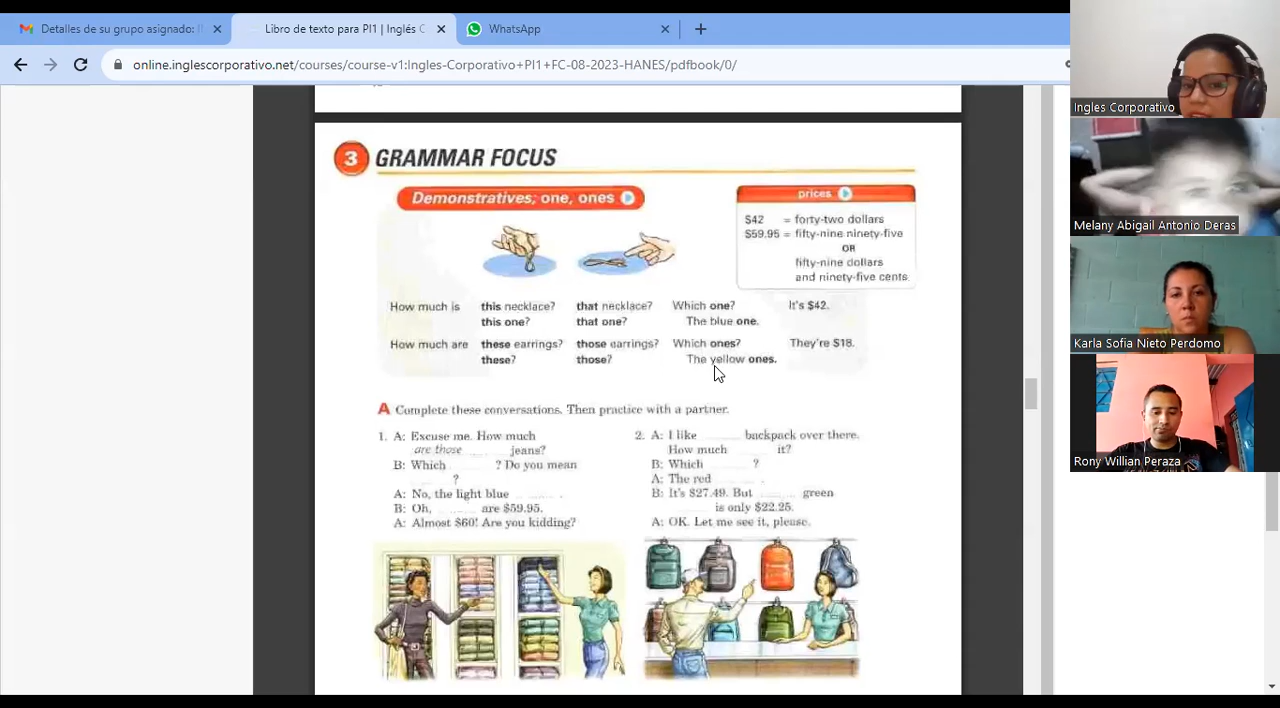 Detalles de su grupo asignado: I
Libro de texto para PI1 | Inglés C
WhatsApp
online.inglescorporativo.net/courses/course-v1:Ingles-Corporativo+PI1+FC-08-2023-HANES/pdfbook/0/
3 GRAMMAR FOCUS
Demonstratives; one, ones
prices
$42 = forty-two dollars
$59.95 = fifty-nine ninety-five
OR
fifty-nine dollars
and ninety-five cents.
How much is this necklace? that necklace? Which one? It's $42.
this one? that one? The blue one.
How much are these earrings? those earrings? Which ones? They're $18.
these? those? The yellow ones.
A Complete these conversations. Then practice with a partner.
1. A: Excuse me. How much
are those jeans?
B: Which ? Do you mean
?
A: No, the light blue .
B: Oh, are $59.95.
A: Almost $60! Are you kidding?
2. A: I like backpack over there.
How much it?
B: Which ?
A: The red .
B: It's $27.49. But green
is only $22.25.
A: OK. Let me see it, please.
Ingles Corporativo
Melany Abigail Antonio Deras
Karla Sofia Nieto Perdomo
Rony Willian Peraza